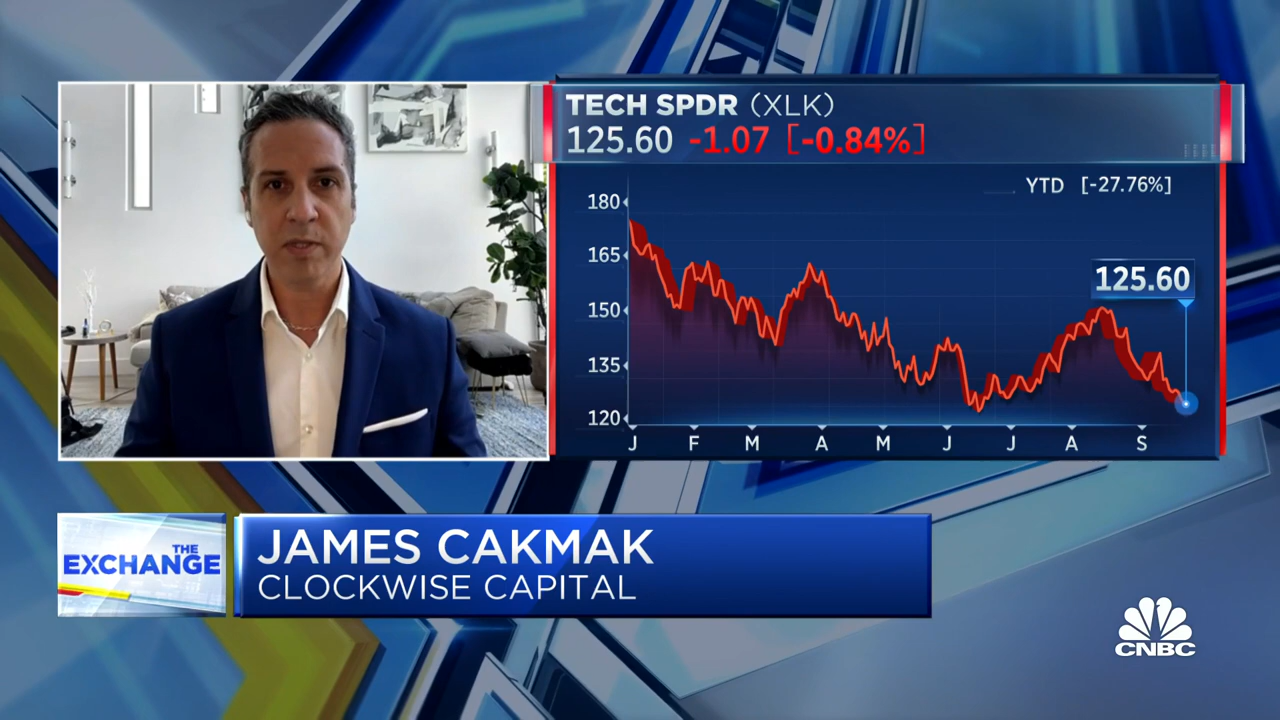 TECH SPDR (XLK)
125.60 -1.07 [-0.84%]
YTD [-27.76%]
180
165
150
135
120
125.60
J F M A M J J A S
THE
EXCHANGE
JAMES CAKMAK
CLOCKWISE CAPITAL
CNBC